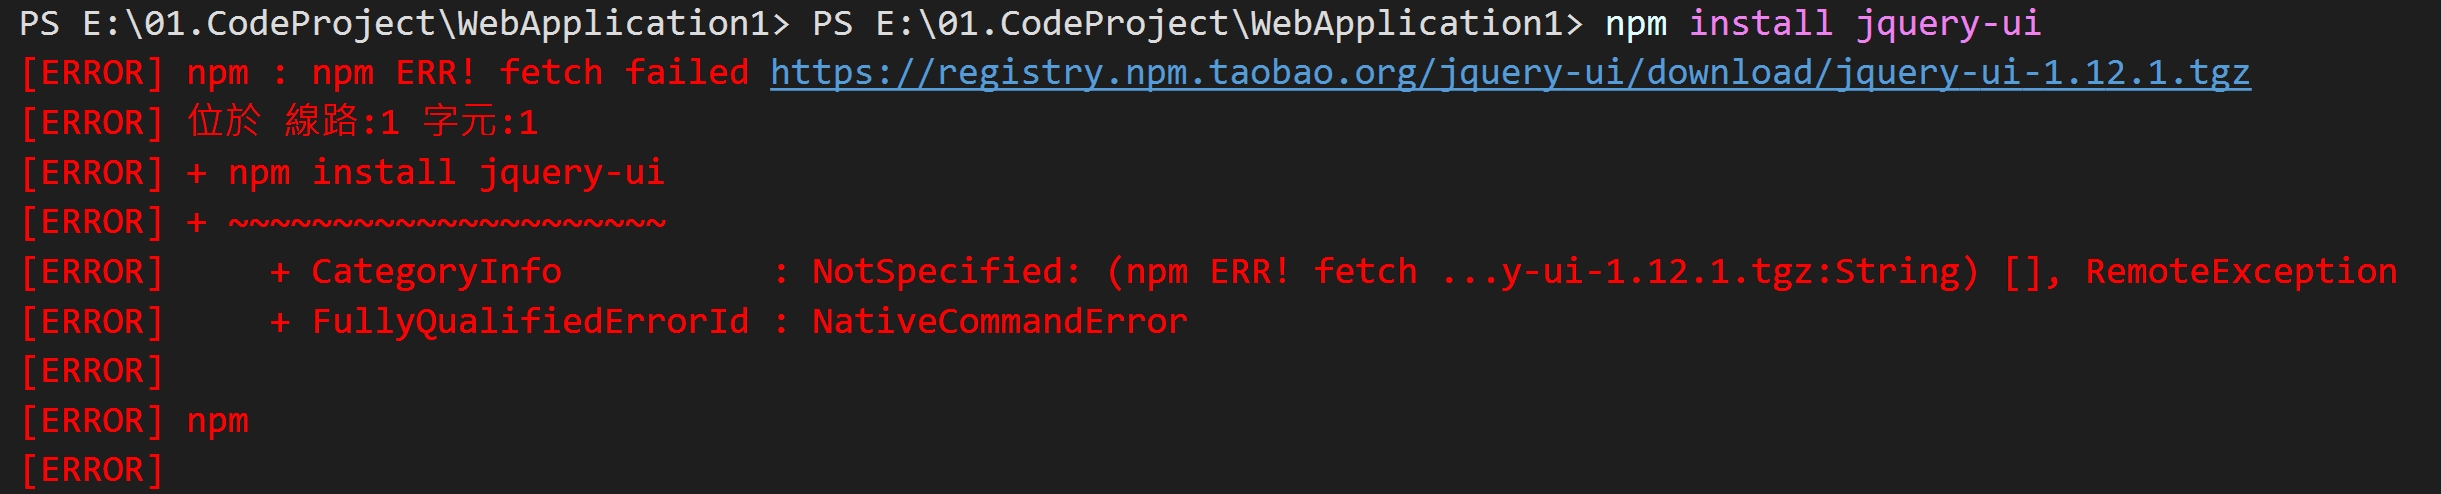 PS E:\01.CodeProject\WebApplication1> PS E:\01.CodeProject\WebApplication1> npm install jquery-ui
[ERROR] npm : npm ERR! fetch failed https://registry.npm.taobao.org/jquery-ui/download/jquery-ui-1.12.1.tgz
[ERROR] 位於 線路:1 字元:1
[ERROR] + npm install jquery-ui
[ERROR] + ~~~~~~~~~~~~~~~~~~~~~
[ERROR]     + CategoryInfo          : NotSpecified: (npm ERR! fetch ...y-ui-1.12.1.tgz:String) [], RemoteException
[ERROR]     + FullyQualifiedErrorId : NativeCommandError
[ERROR]
[ERROR] npm
[ERROR]